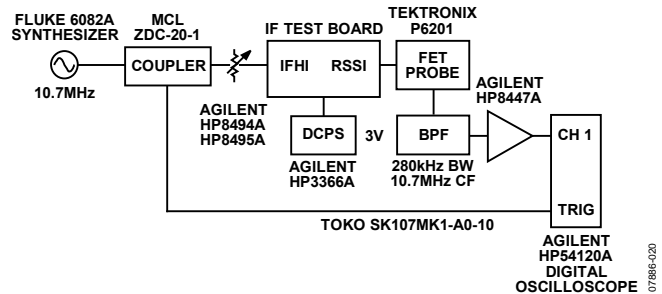 FLUKE 6082A
SYNTHESIZER
10.7MHz
MCL
ZDC-20-1
COUPLER
AGILENT
HP8494A
HP8495A
IF TEST BOARD
IFHI RSSI
DCPS
3V
AGILENT
HP3366A
TEKTRONIX
P6201
FET
PROBE
BPF
280kHz BW
10.7MHz CF
AGILENT
HP8447A
CH 1
TRIG
TOKO SK107MK1-A0-10
AGILENT
HP54120A
DIGITAL
OSCILLOSCOPE
07886-020